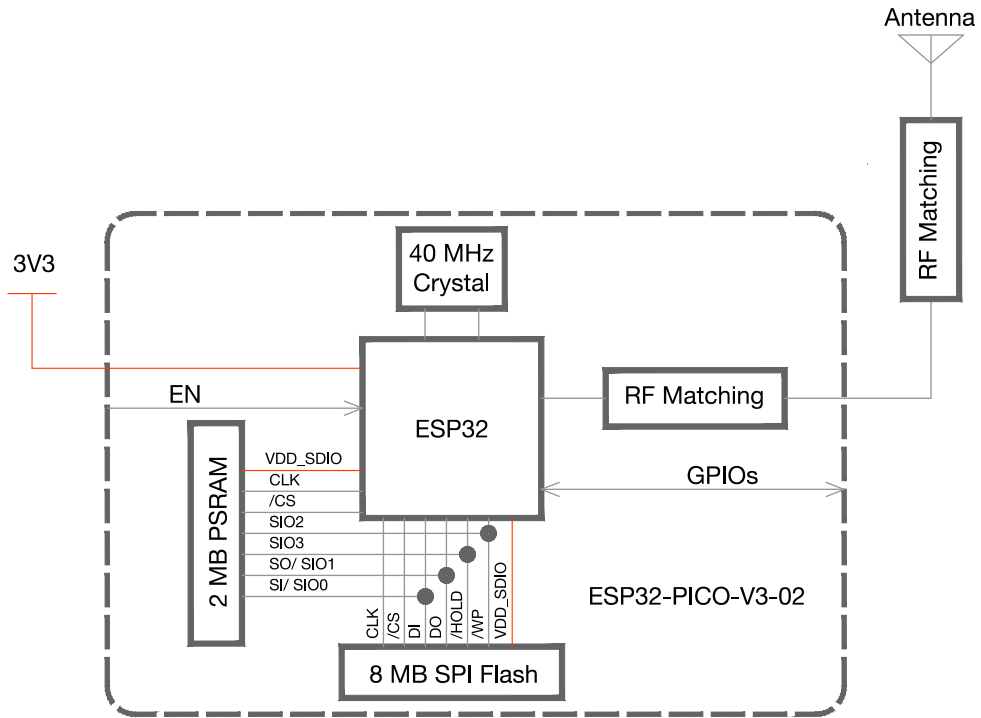 Antenna
RF Matching
3V3
40 MHz
Crystal
EN
ESP32
RF Matching
GPIOs
2 MB PSRAM
VDD_SDIO
CLK
/CS
SIO2
SIO3
SO/ SIO1
SI/ SIO0
CLK
/CS
DI
DO
/HOLD
/WP
VDD_SDIO
ESP32-PICO-V3-02
8 MB SPI Flash